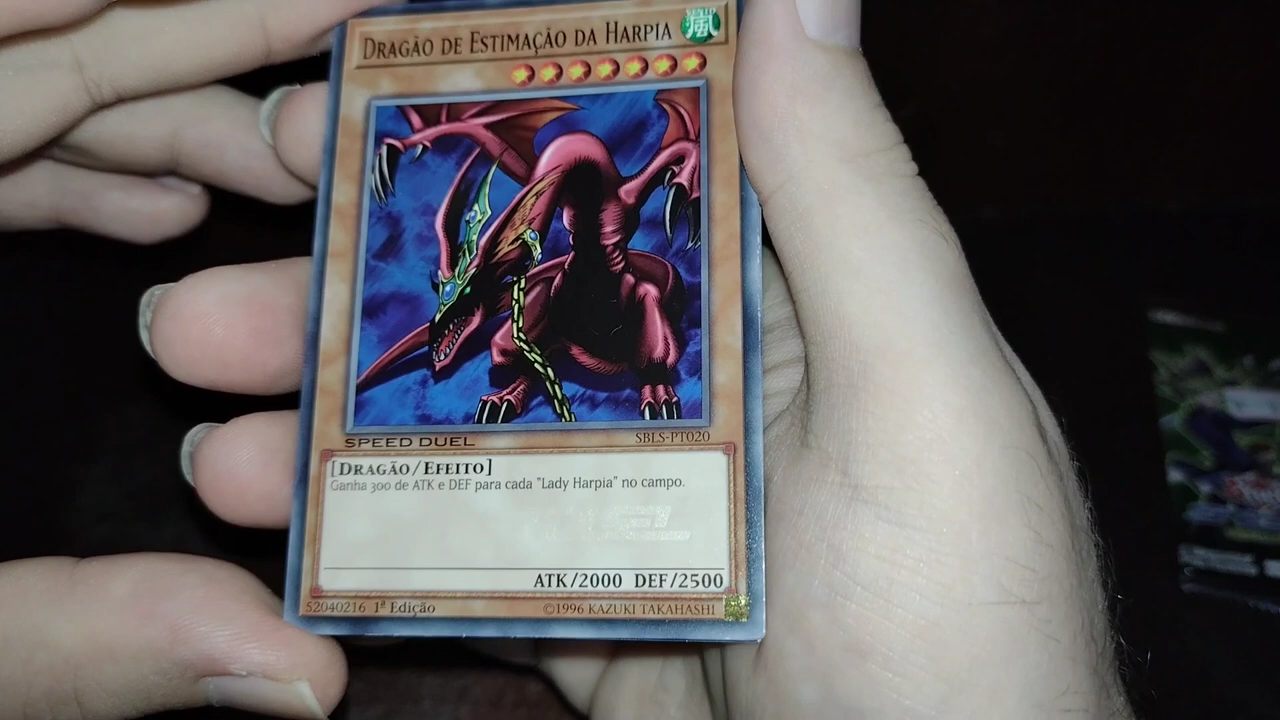 DRAGÃO DE ESTIMAÇÃO DA HARPIA
VENTO
風
SPEED DUEL
SBLS-PT020
[DRAGÃO/EFEITO]
Ganha 300 de ATK e DEF para cada "Lady Harpia" no campo.
ATK/2000 DEF/2500
52040216 1ª Edição
©1996 KAZUKI TAKAHASHI